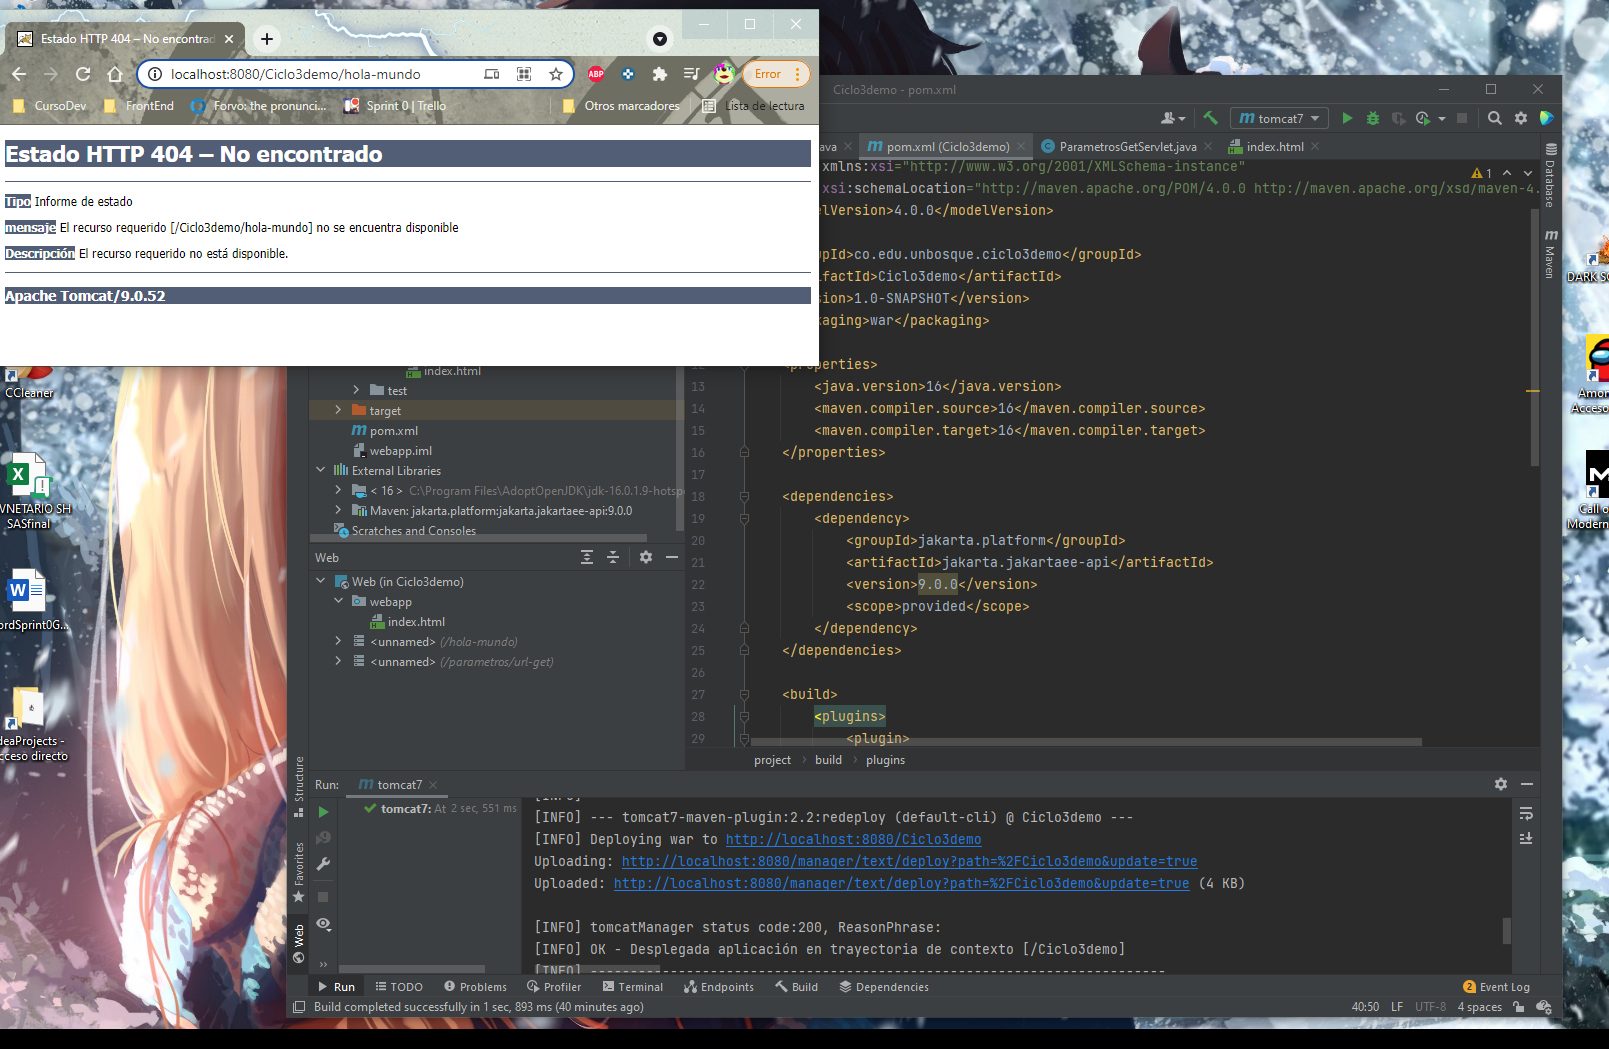 Estado HTTP 404 – No encontrad
localhost:8080/Ciclo3demo/hola-mundo
ABP
Error
CursoDev
FrontEnd
Forvo: the pronunci...
Sprint 0 | Trello
Otros marcadores
Lista de lectura
Estado HTTP 404 – No encontrado
Tipo Informe de estado
mensaje El recurso requerido [/Ciclo3demo/hola-mundo] no se encuentra disponible
Descripción El recurso requerido no está disponible.
Apache Tomcat/9.0.52
Ciclo3demo - pom.xml
tomcat7
ava
pom.xml (Ciclo3demo)
ParametrosGetServlet.java
index.html
xmlns:xsi="http://www.w3.org/2001/XMLSchema-instance"
1
xsi:schemaLocation="http://maven.apache.org/POM/4.0.0 http://maven.apache.org/xsd/maven-4.
elVersion>4.0.0</modelVersion>
upId>co.edu.unbosque.ciclo3demo</groupId>
ifactId>Ciclo3demo</artifactId>
sion>1.0-SNAPSHOT</version>
kaging>war</packaging>
<properties>
13 <java.version>16</java.version>
14 <maven.compiler.source>16</maven.compiler.source>
15 <maven.compiler.target>16</maven.compiler.target>
16 </properties>
17
18 <dependencies>
19 <dependency>
20 <groupId>jakarta.platform</groupId>
21 <artifactId>jakarta.jakartaee-api</artifactId>
22 <version>9.0.0</version>
23 <scope>provided</scope>
24 </dependency>
25 </dependencies>
26
27 <build>
28 <plugins>
29 <plugin>
project > build > plugins
Database
Maven
index.html
test
target
pom.xml
webapp.iml
External Libraries
< 16 > C:\Program Files\AdoptOpenJDK\jdk-16.0.1.9-hotsp
Maven: jakarta.platform:jakarta.jakartaee-api:9.0.0
Scratches and Consoles
Web
Web (in Ciclo3demo)
webapp
index.html
<unnamed> (/hola-mundo)
<unnamed> (/parametros/url-get)
Structure
Favorites
Web
Run:
tomcat7
tomcat7: At 2 sec, 551 ms
[INFO]
[INFO] --- tomcat7-maven-plugin:2.2:redeploy (default-cli) @ Ciclo3demo ---
[INFO] Deploying war to http://localhost:8080/Ciclo3demo
Uploading: http://localhost:8080/manager/text/deploy?path=%2FCiclo3demo&update=true
Uploaded: http://localhost:8080/manager/text/deploy?path=%2FCiclo3demo&update=true (4 KB)
[INFO] tomcatManager status code:200, ReasonPhrase:
[INFO] OK - Desplegada aplicación en trayectoria de contexto [/Ciclo3demo]
[INFO] ------------------------------------------------------------------------
Run
TODO
Problems
Profiler
Terminal
Endpoints
Build
Dependencies
2 Event Log
Build completed successfully in 1 sec, 893 ms (40 minutes ago)
40:50
LF
UTF-8
4 spaces
CCleaner
VNETARIO SH
SASfinal
ordSprint0G...
deaProjects -
cceso directo
DARK S
Amon
Acceso
Call o
Modern